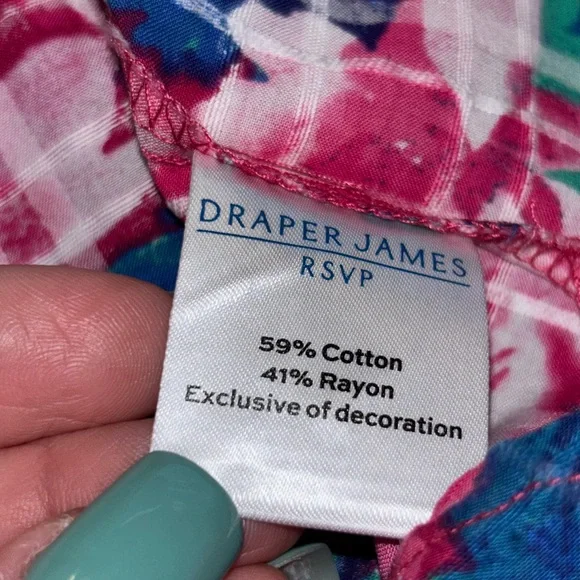 DRAPER JAMES
RSVP
59% Cotton
41% Rayon
Exclusive of decoration